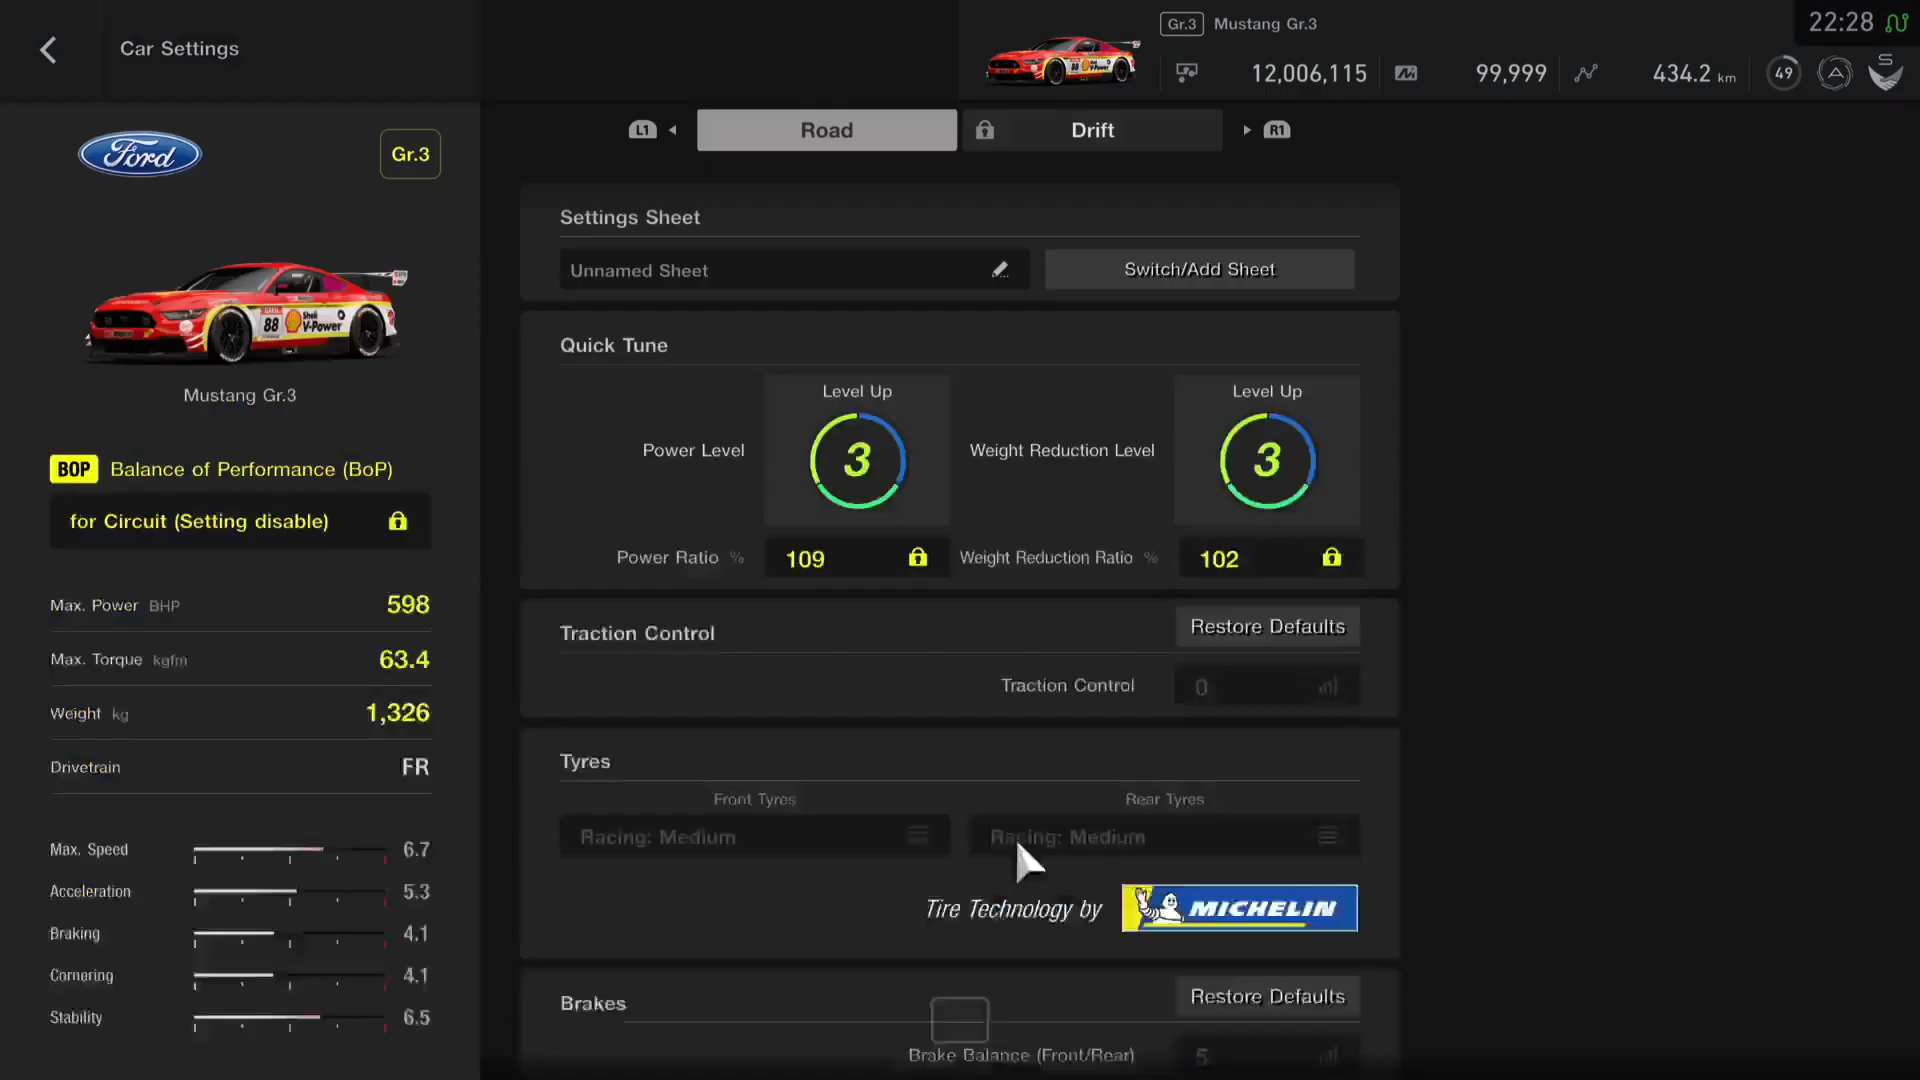 Car Settings
Gr.3 Mustang Gr.3
12,006,115
99,999
434.2 km
49
A
S
22:28
Ford
Gr.3
88 Shell V-Power
Mustang Gr.3
BOP Balance of Performance (BoP)
for Circuit (Setting disable)
Max. Power BHP 598
Max. Torque kgfm 63.4
Weight kg 1,326
Drivetrain FR
Max. Speed 6.7
Acceleration 5.3
Braking 4.1
Cornering 4.1
Stability 6.5
L1 Road Drift R1
Settings Sheet
Unnamed Sheet Switch/Add Sheet
Quick Tune
Level Up Level Up
Power Level 3 Weight Reduction Level 3
Power Ratio % 109 Weight Reduction Ratio % 102
Traction Control Restore Defaults
Traction Control 0
Tyres
Front Tyres Rear Tyres
Racing: Medium Racing: Medium
Tire Technology by MICHELIN
Brakes Restore Defaults
Brake Balance (Front/Rear) 5